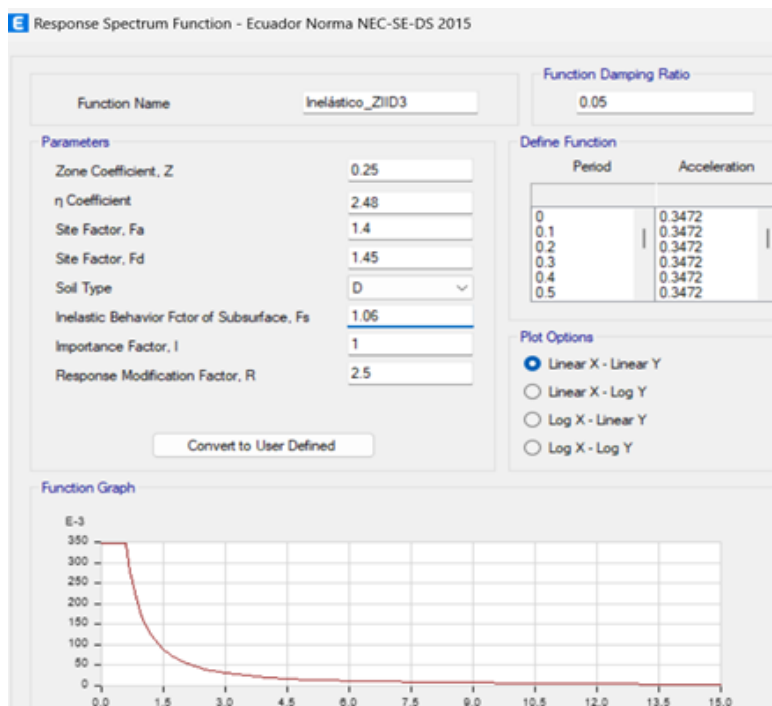 E Response Spectrum Function - Ecuador Norma NEC-SE-DS 2015
Function Name Inelástico_ZIID3
Function Damping Ratio
0.05
Parameters
Zone Coefficient, Z 0.25
η Coefficient 2.48
Site Factor, Fa 1.4
Site Factor, Fd 1.45
Soil Type D
Inelastic Behavior Fctor of Subsurface, Fs 1.06
Importance Factor, I 1
Response Modification Factor, R 2.5
Convert to User Defined
Define Function
Period Acceleration
0 0.3472
0.1 0.3472
0.2 0.3472
0.3 0.3472
0.4 0.3472
0.5 0.3472
Plot Options
Linear X - Linear Y
Linear X - Log Y
Log X - Linear Y
Log X - Log Y
Function Graph
E-3
350
300
250
200
150
100
50
0
0.0 1.5 3.0 4.5 6.0 7.5 9.0 10.5 12.0 13.5 15.0